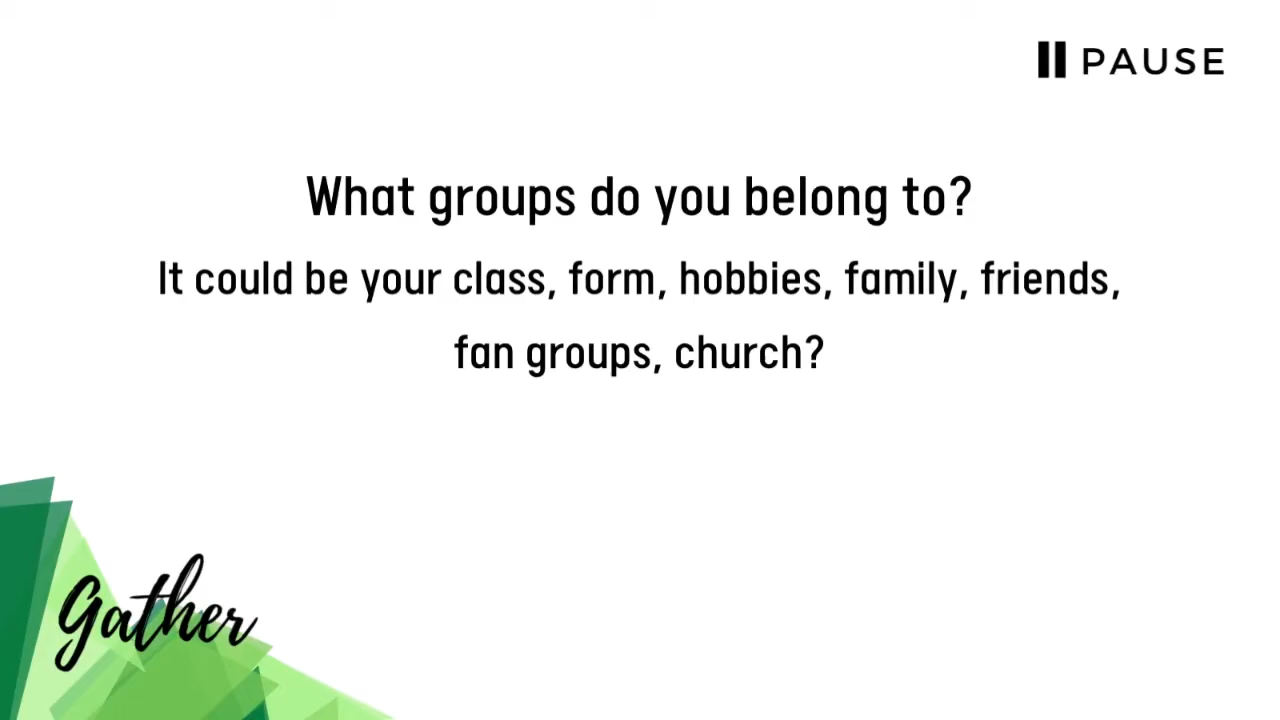 PAUSE
What groups do you belong to?
It could be your class, form, hobbies, family, friends,
fan groups, church?
Gather